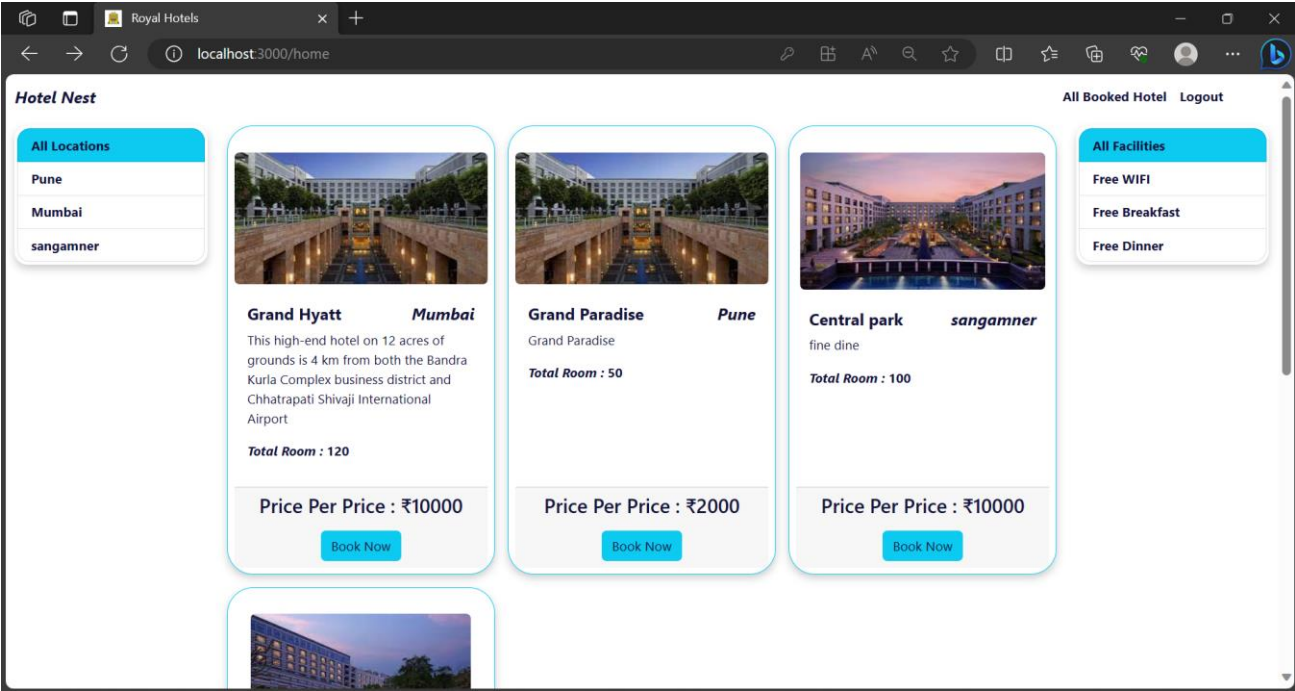 Royal Hotels
localhost:3000/home
Hotel Nest
All Booked Hotel Logout
All Locations
Pune
Mumbai
sangamner
Grand Hyatt Mumbai
This high-end hotel on 12 acres of
grounds is 4 km from both the Bandra
Kurla Complex business district and
Chhatrapati Shivaji International
Airport
Total Room : 120
Price Per Price : ₹10000
Book Now
Grand Paradise Pune
Grand Paradise
Total Room : 50
Price Per Price : ₹2000
Book Now
Central park sangamner
fine dine
Total Room : 100
Price Per Price : ₹10000
Book Now
All Facilities
Free WIFI
Free Breakfast
Free Dinner